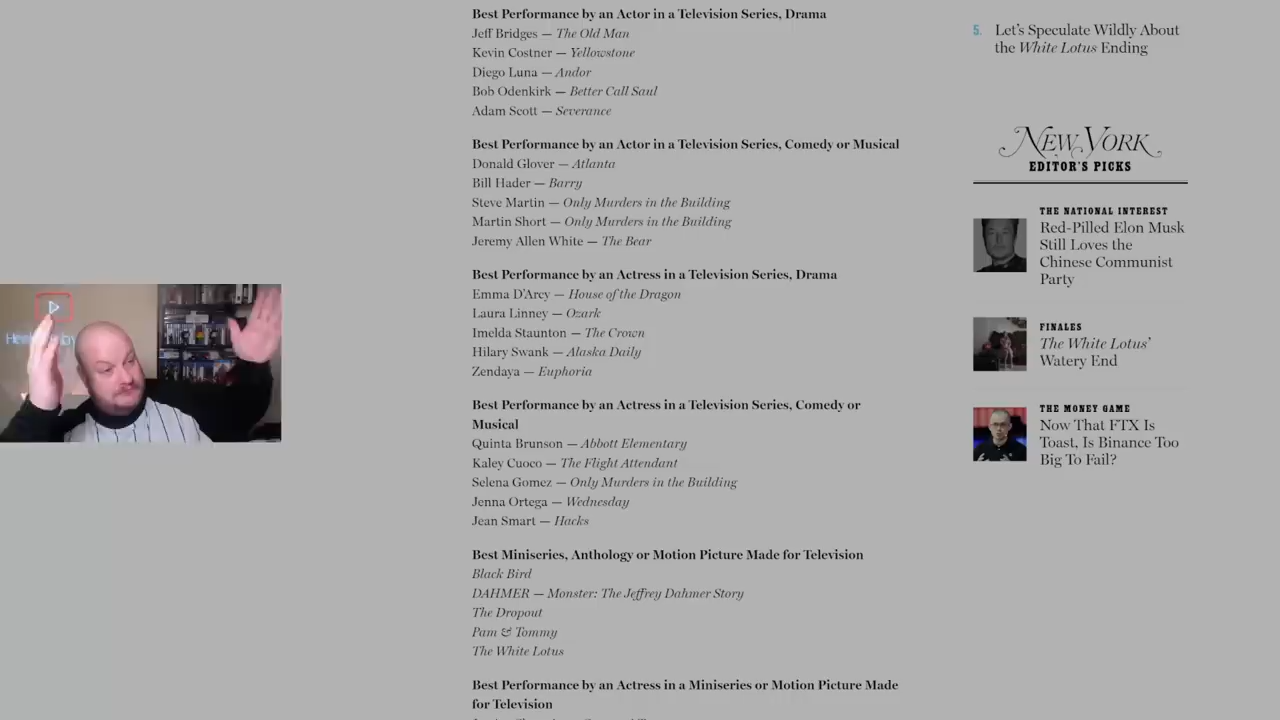 Best Performance by an Actor in a Television Series, Drama
Jeff Bridges — The Old Man
Kevin Costner — Yellowstone
Diego Luna — Andor
Bob Odenkirk — Better Call Saul
Adam Scott — Severance
Best Performance by an Actor in a Television Series, Comedy or Musical
Donald Glover — Atlanta
Bill Hader — Barry
Steve Martin — Only Murders in the Building
Martin Short — Only Murders in the Building
Jeremy Allen White — The Bear
Best Performance by an Actress in a Television Series, Drama
Emma D'Arcy — House of the Dragon
Laura Linney — Ozark
Imelda Staunton — The Crown
Hilary Swank — Alaska Daily
Zendaya — Euphoria
Best Performance by an Actress in a Television Series, Comedy or
Musical
Quinta Brunson — Abbott Elementary
Kaley Cuoco — The Flight Attendant
Selena Gomez — Only Murders in the Building
Jenna Ortega — Wednesday
Jean Smart — Hacks
Best Miniseries, Anthology or Motion Picture Made for Television
Black Bird
DAHMER — Monster: The Jeffrey Dahmer Story
The Dropout
Pam & Tommy
The White Lotus
Best Performance by an Actress in a Miniseries or Motion Picture Made
for Television
5. Let's Speculate Wildly About
the White Lotus Ending
NEW YORK
EDITOR'S PICKS
THE NATIONAL INTEREST
Red-Pilled Elon Musk
Still Loves the
Chinese Communist
Party
FINALES
The White Lotus'
Watery End
THE MONEY GAME
Now That FTX Is
Toast, Is Binance Too
Big To Fail?